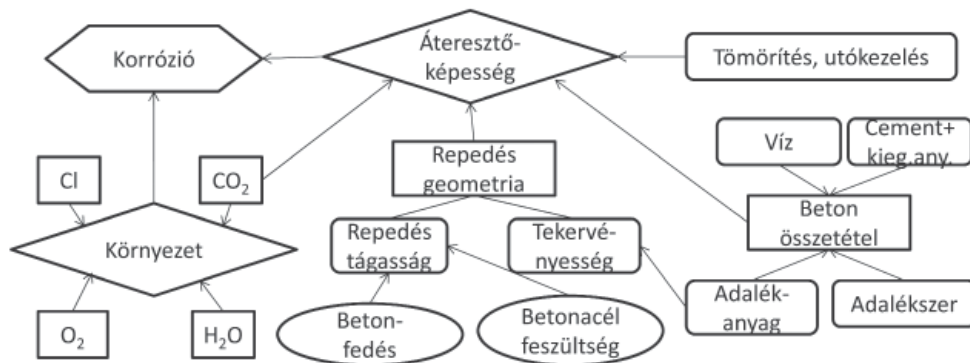 Korrózió
Áteresztő-
képesség
Tömörítés, utókezelés
Víz
Cement+
kieg.any.
Repedés
geometria
Cl
CO₂
Beton
összetétel
Környezet
Repedés
tágasság
Tekervé-
nyesség
O₂
H₂O
Beton-
fedés
Betonacél
feszültség
Adalék-
anyag
Adalékszer